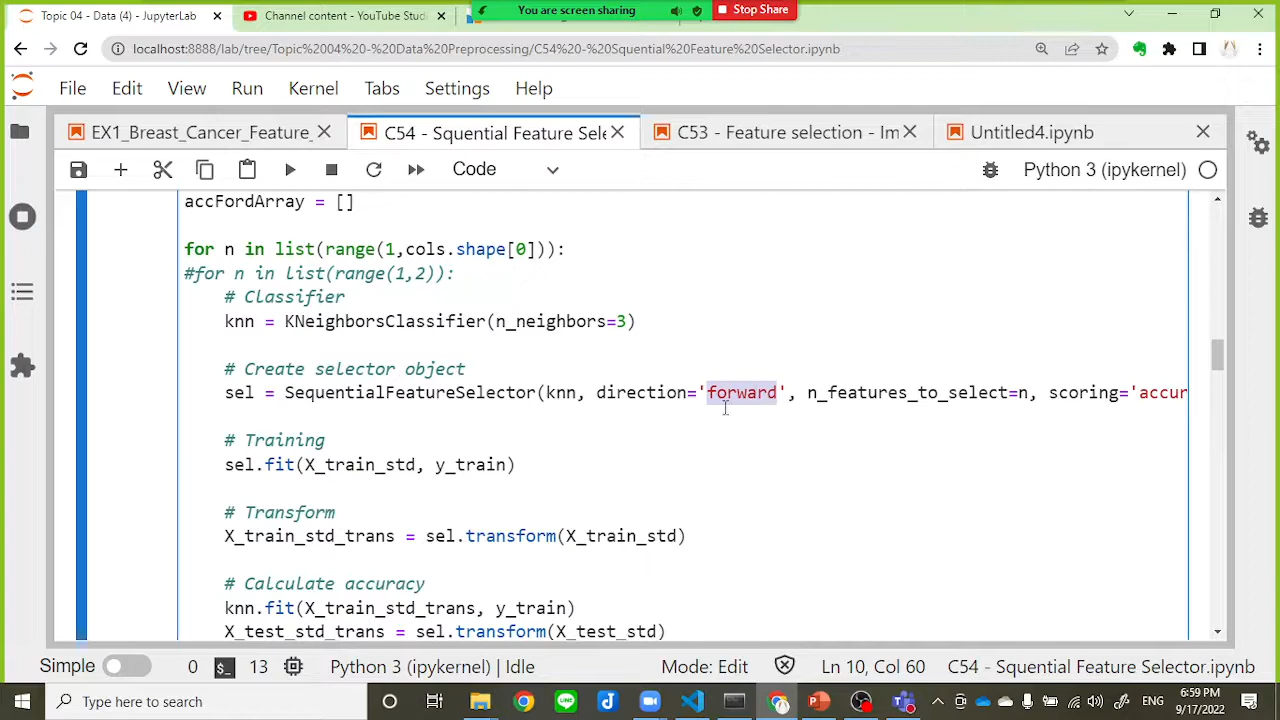 Topic 04 - Data (4) - JupyterLab
Channel content - YouTube Stud
You are screen sharing
Stop Share
localhost:8888/lab/tree/Topic%2004%20-%20Data%20Preprocessing/C54%20-%20Squential%20Feature%20Selector.ipynb
File Edit View Run Kernel Tabs Settings Help
EX1_Breast_Cancer_Feature_
C54 - Squential Feature Sele
C53 - Feature selection - Im
Untitled4.ipynb
Code
Python 3 (ipykernel)
accFordArray = []
for n in list(range(1,cols.shape[0])):
#for n in list(range(1,2)):
# Classifier
knn = KNeighborsClassifier(n_neighbors=3)
# Create selector object
sel = SequentialFeatureSelector(knn, direction='forward', n_features_to_select=n, scoring='accur
# Training
sel.fit(X_train_std, y_train)
# Transform
X_train_std_trans = sel.transform(X_train_std)
# Calculate accuracy
knn.fit(X_train_std_trans, y_train)
X_test_std_trans = sel.transform(X_test_std)
Simple 0 $_ 13 Python 3 (ipykernel) | Idle Mode: Edit Ln 10, Col 60 C54 - Squential Feature Selector.ipynb
Type here to search
ENG
6:59 PM
9/17/2022